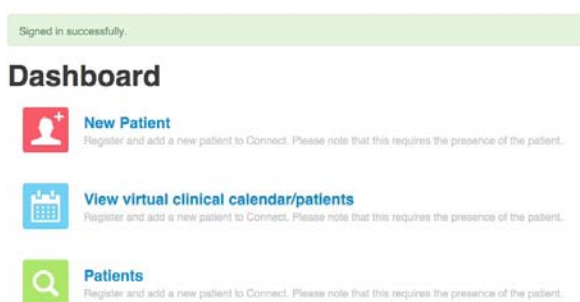 Signed in successfully.
Dashboard
New Patient
Register and add a new patient to Connect. Please note that this requires the presence of the patient.
View virtual clinical calendar/patients
Register and add a new patient to Connect. Please note that this requires the presence of the patient.
Patients
Register and add a new patient to Connect. Please note that this requires the presence of the patient.